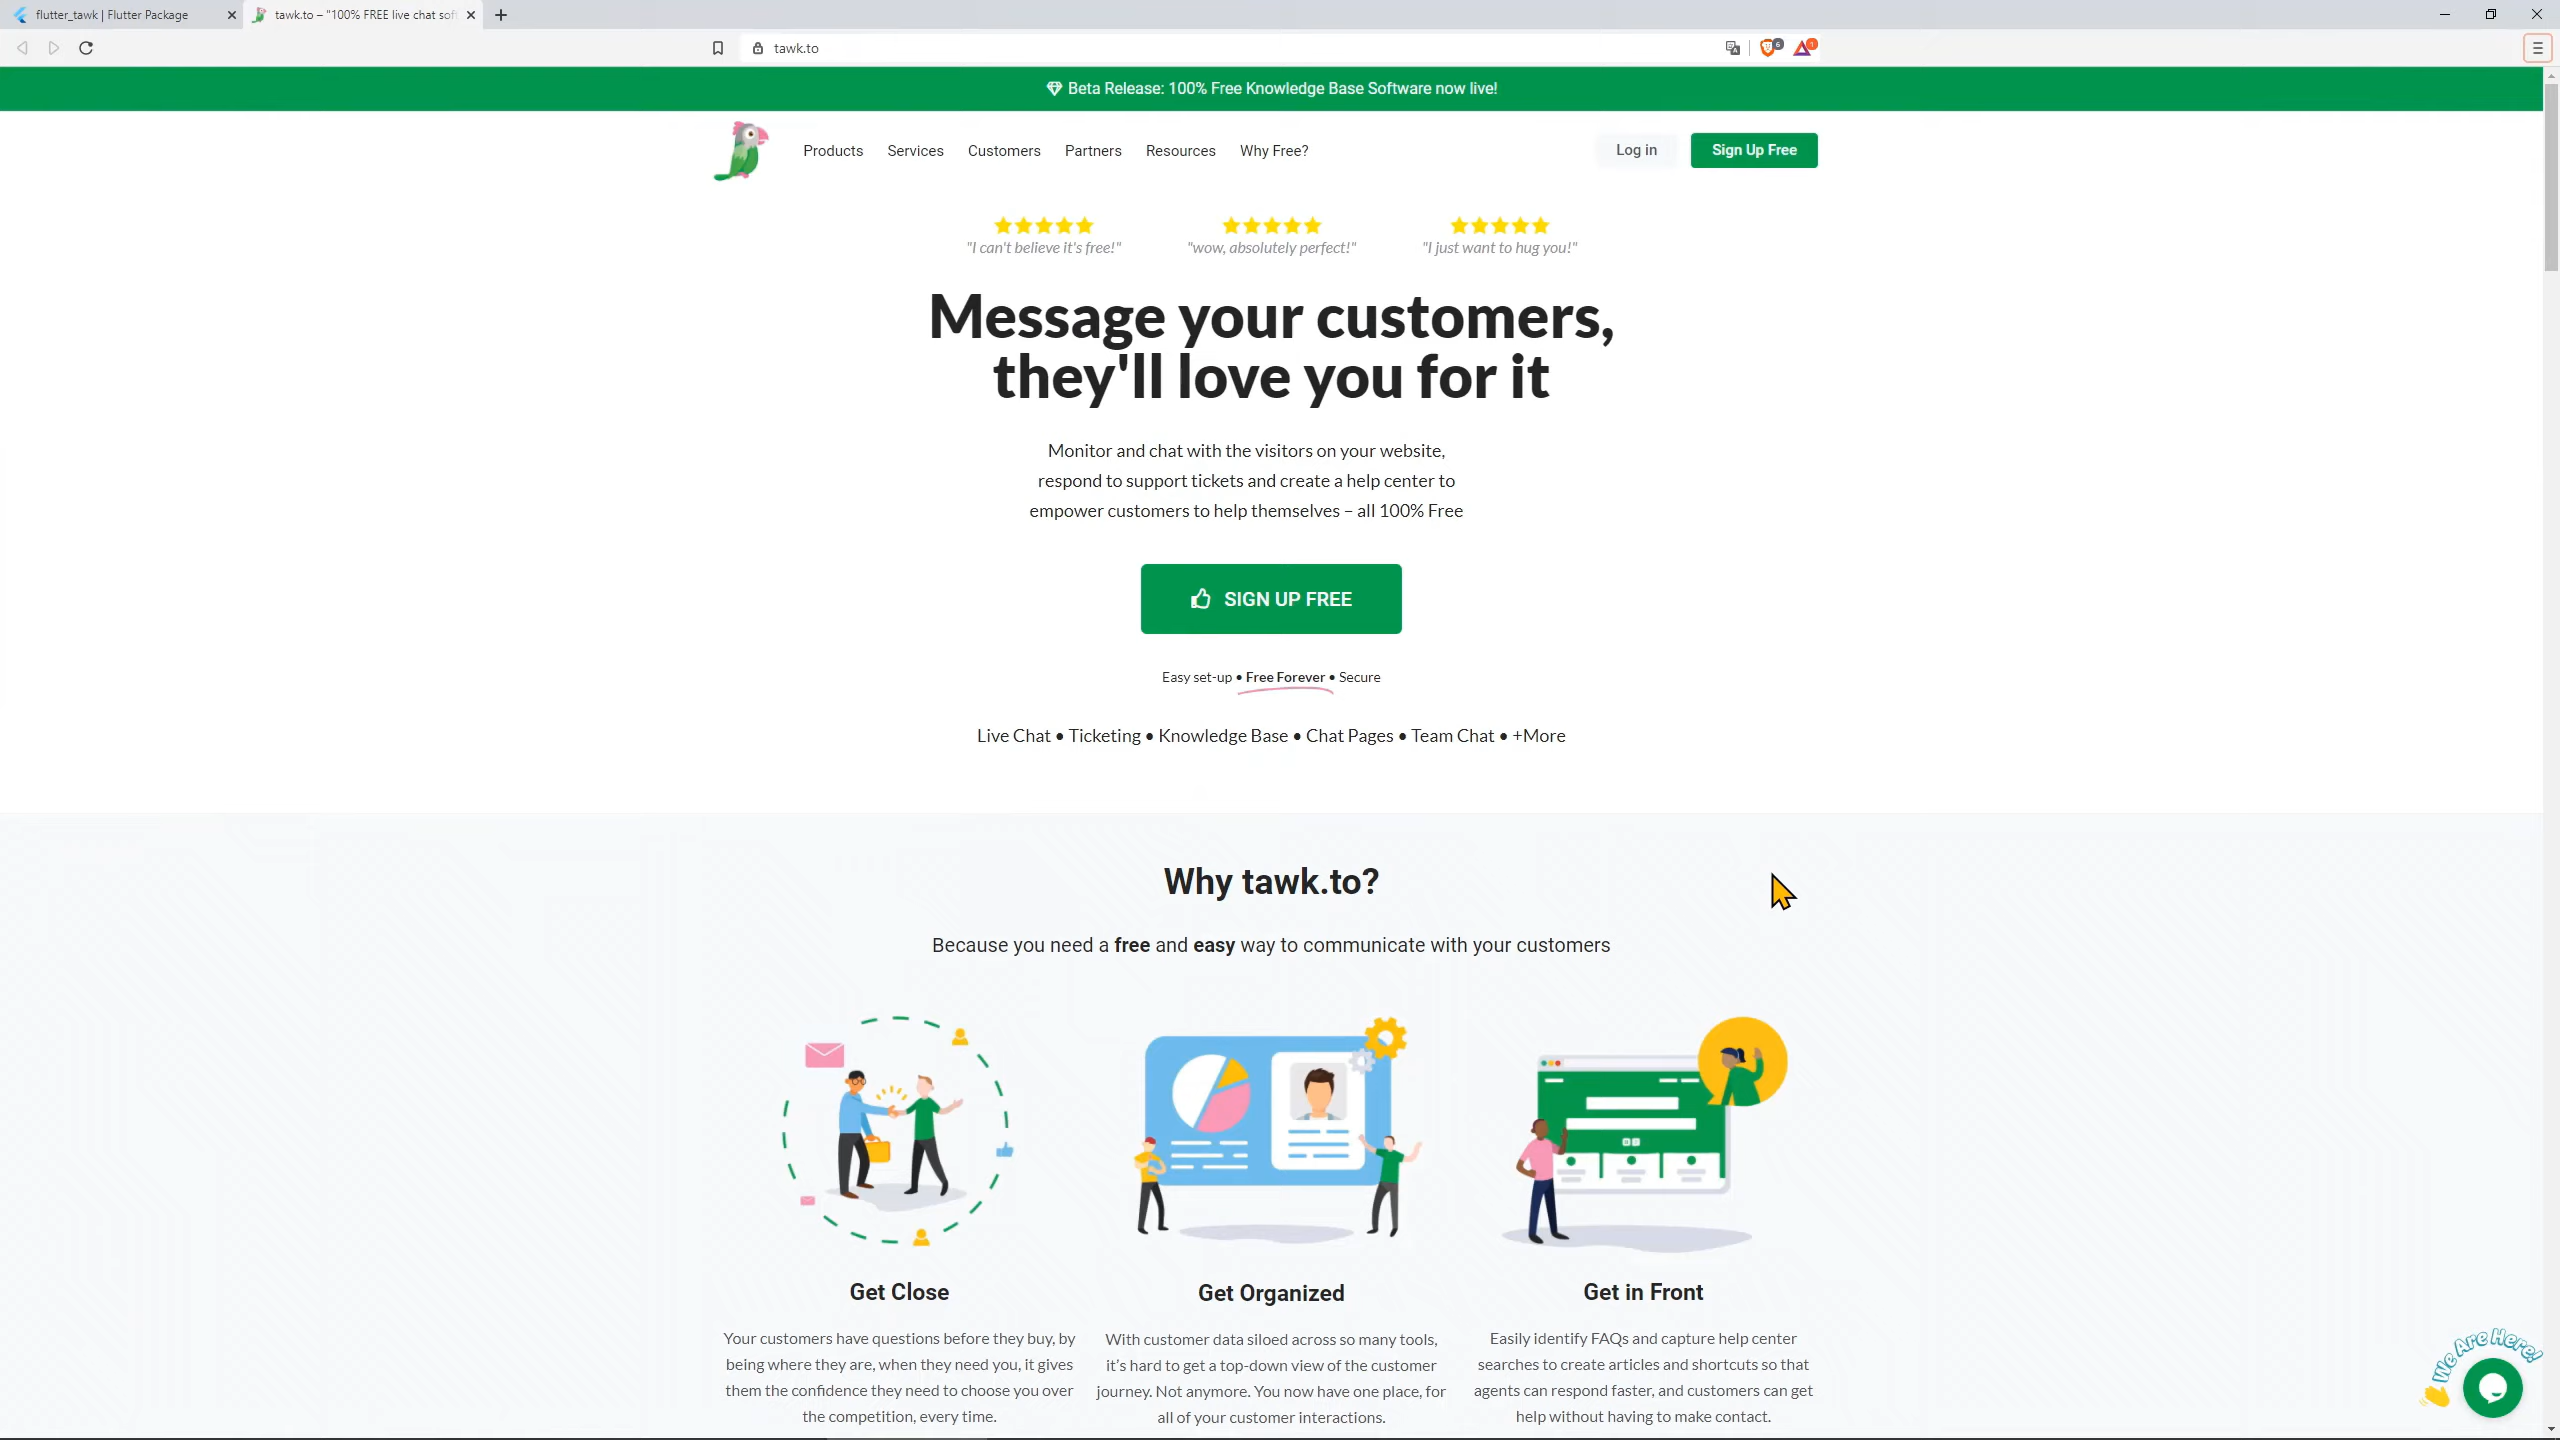 flutter_tawk | Flutter Package
tawk.to – "100% FREE live chat sof
tawk.to
6
1
Beta Release: 100% Free Knowledge Base Software now live!
Products
Services
Customers
Partners
Resources
Why Free?
Log in
Sign Up Free
"I can't believe it's free!"
"wow, absolutely perfect!"
"I just want to hug you!"
Message your customers,
they'll love you for it
Monitor and chat with the visitors on your website,
respond to support tickets and create a help center to
empower customers to help themselves – all 100% Free
SIGN UP FREE
Easy set-up • Free Forever • Secure
Live Chat • Ticketing • Knowledge Base • Chat Pages • Team Chat • +More
Why tawk.to?
Because you need a free and easy way to communicate with your customers
Get Close
Your customers have questions before they buy, by
being where they are, when they need you, it gives
them the confidence they need to choose you over
the competition, every time.
Get Organized
With customer data siloed across so many tools,
it's hard to get a top-down view of the customer
journey. Not anymore. You now have one place, for
all of your customer interactions.
Get in Front
Easily identify FAQs and capture help center
searches to create articles and shortcuts so that
agents can respond faster, and customers can get
help without having to make contact.
We Are Here!